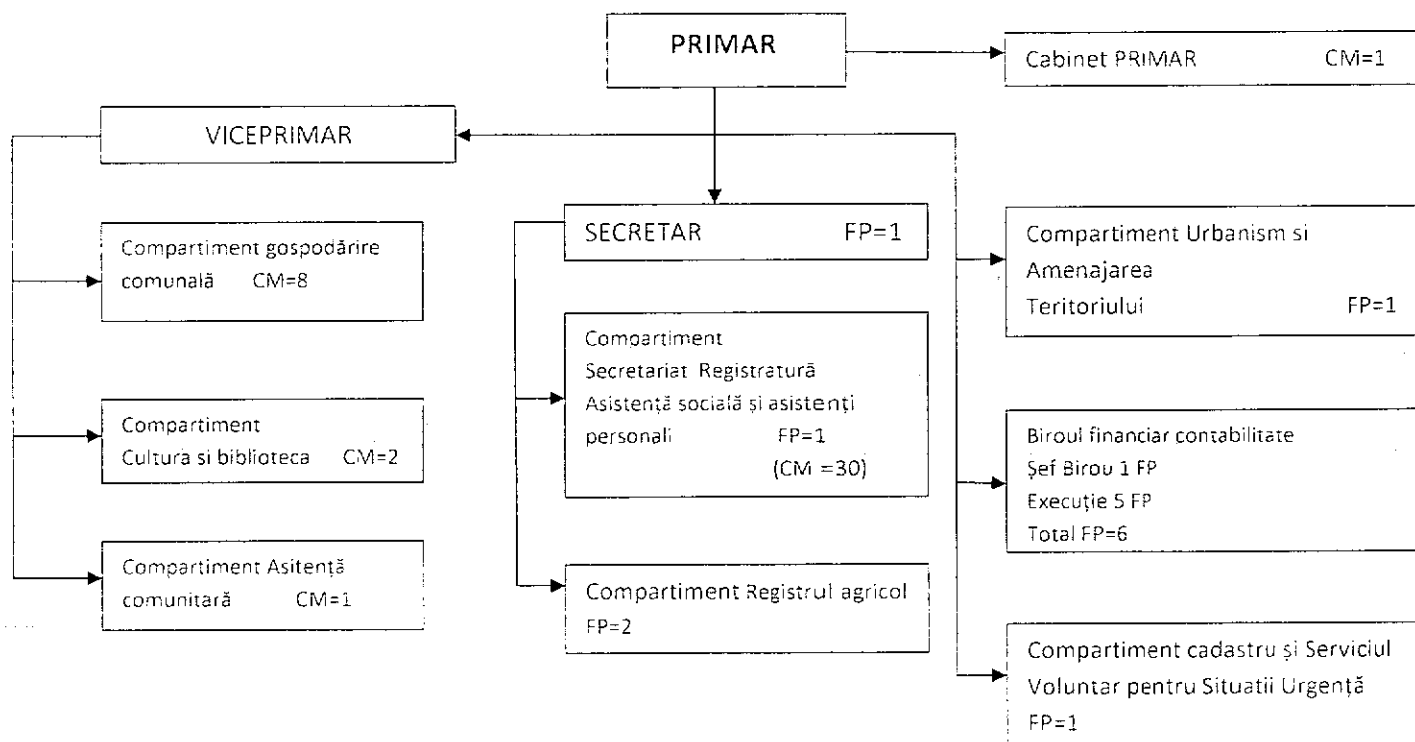 PRIMAR
Cabinet PRIMAR CM=1
VICEPRIMAR
Compartiment gospodărire
comunală CM=8
Compartiment
Cultura si biblioteca CM=2
Compartiment Asitență
comunitară CM=1
SECRETAR FP=1
Compartiment
Secretariat Registratură
Asistență socială și asistenți
personali FP=1
(CM =30)
Compartiment Registrul agricol
FP=2
Compartiment Urbanism si
Amenajarea
Teritoriului FP=1
Biroul financiar contabilitate
Șef Birou 1 FP
Execuție 5 FP
Total FP=6
Compartiment cadastru și Serviciul
Voluntar pentru Situatii Urgență
FP=1